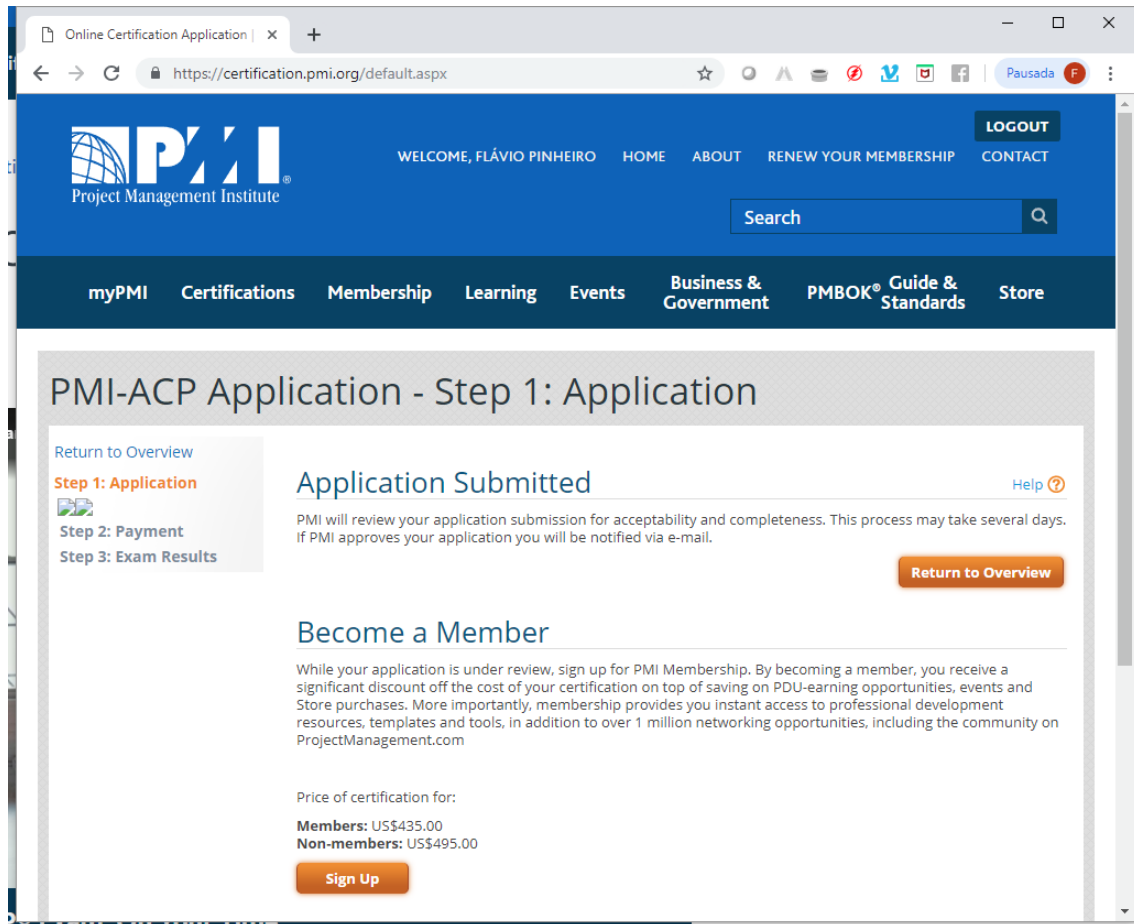 Online Certification Application |
https://certification.pmi.org/default.aspx
Pausada F
LOGOUT
WELCOME, FLÁVIO PINHEIRO HOME ABOUT RENEW YOUR MEMBERSHIP CONTACT
PMI®
Project Management Institute
Search
myPMI Certifications Membership Learning Events Business & Government PMBOK® Guide & Standards Store
PMI-ACP Application - Step 1: Application
Return to Overview
Step 1: Application
Step 2: Payment
Step 3: Exam Results
Application Submitted
Help ?
PMI will review your application submission for acceptability and completeness. This process may take several days.
If PMI approves your application you will be notified via e-mail.
Return to Overview
Become a Member
While your application is under review, sign up for PMI Membership. By becoming a member, you receive a
significant discount off the cost of your certification on top of saving on PDU-earning opportunities, events and
Store purchases. More importantly, membership provides you instant access to professional development
resources, templates and tools, in addition to over 1 million networking opportunities, including the community on
ProjectManagement.com
Price of certification for:
Members: US$435.00
Non-members: US$495.00
Sign Up